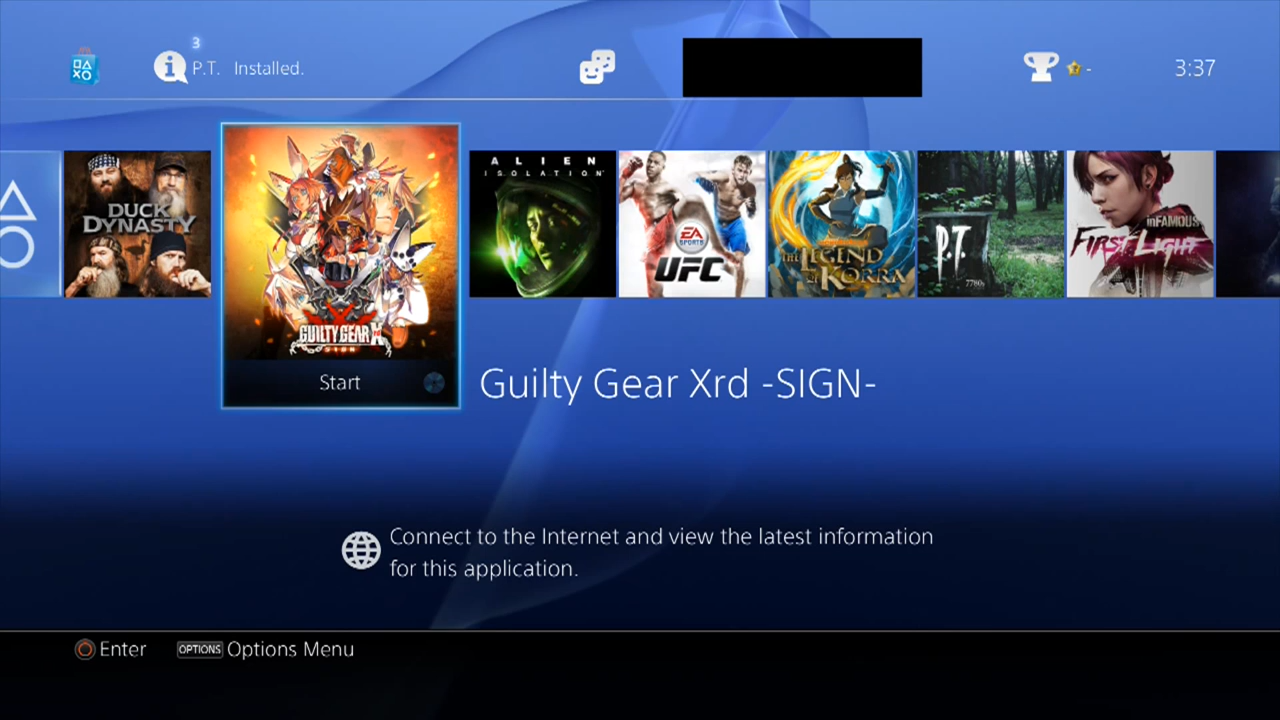 3
P.T. Installed.
-
3:37
DUCK
DYNASTY
GUILTY GEAR X
SIGN
Start
ALIEN
ISOLATION
EA
SPORTS
UFC
THE LEGEND
OF KORRA
P.T.
7780s
inFAMOUS
FIRST LIGHT
Guilty Gear Xrd -SIGN-
Connect to the Internet and view the latest information
for this application.
Enter
OPTIONS Options Menu